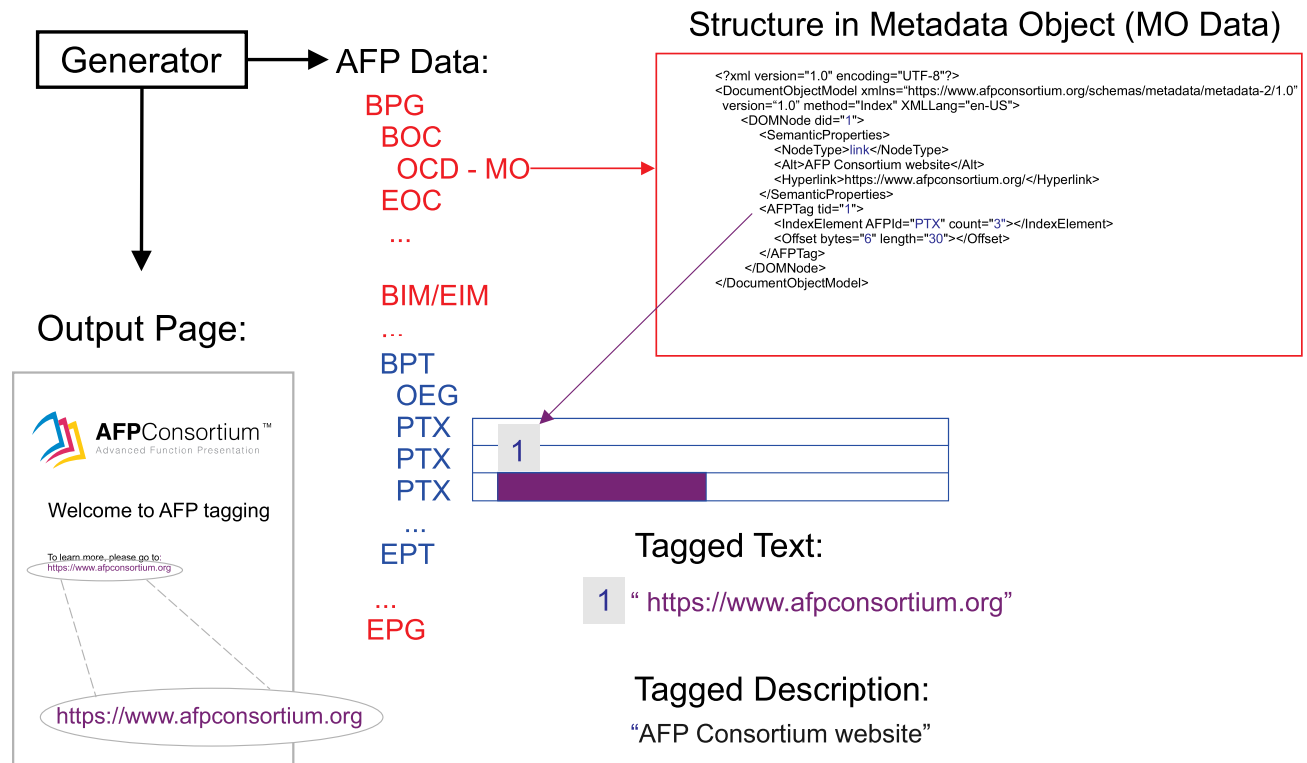 Structure in Metadata Object (MO Data)
Generator
AFP Data:
<?xml version="1.0" encoding="UTF-8"?>
<DocumentObjectModel xmlns=“https://www.afpconsortium.org/schemas/metadata/metadata-2/1.0”
version=“1.0” method="Index" XMLLang="en-US">
<DOMNode did="1">
<SemanticProperties>
<NodeType>link</NodeType>
<Alt>AFP Consortium website</Alt>
<Hyperlink>https://www.afpconsortium.org/</Hyperlink>
</SemanticProperties>
<AFPTag tid="1">
<IndexElement AFPId="PTX" count="3"></IndexElement>
<Offset bytes="6" length="30"></Offset>
</AFPTag>
</DOMNode>
</DocumentObjectModel>
BPG
BOC
OCD - MO
EOC
...
BIM/EIM
...
BPT
OEG
PTX
PTX
PTX
...
EPT
...
EPG
1
Output Page:
AFPConsortium™
Advanced Function Presentation
Welcome to AFP tagging
To learn more, please go to:
https://www.afpconsortium.org
https://www.afpconsortium.org
Tagged Text:
1 “ https://www.afpconsortium.org”
Tagged Description:
“AFP Consortium website”